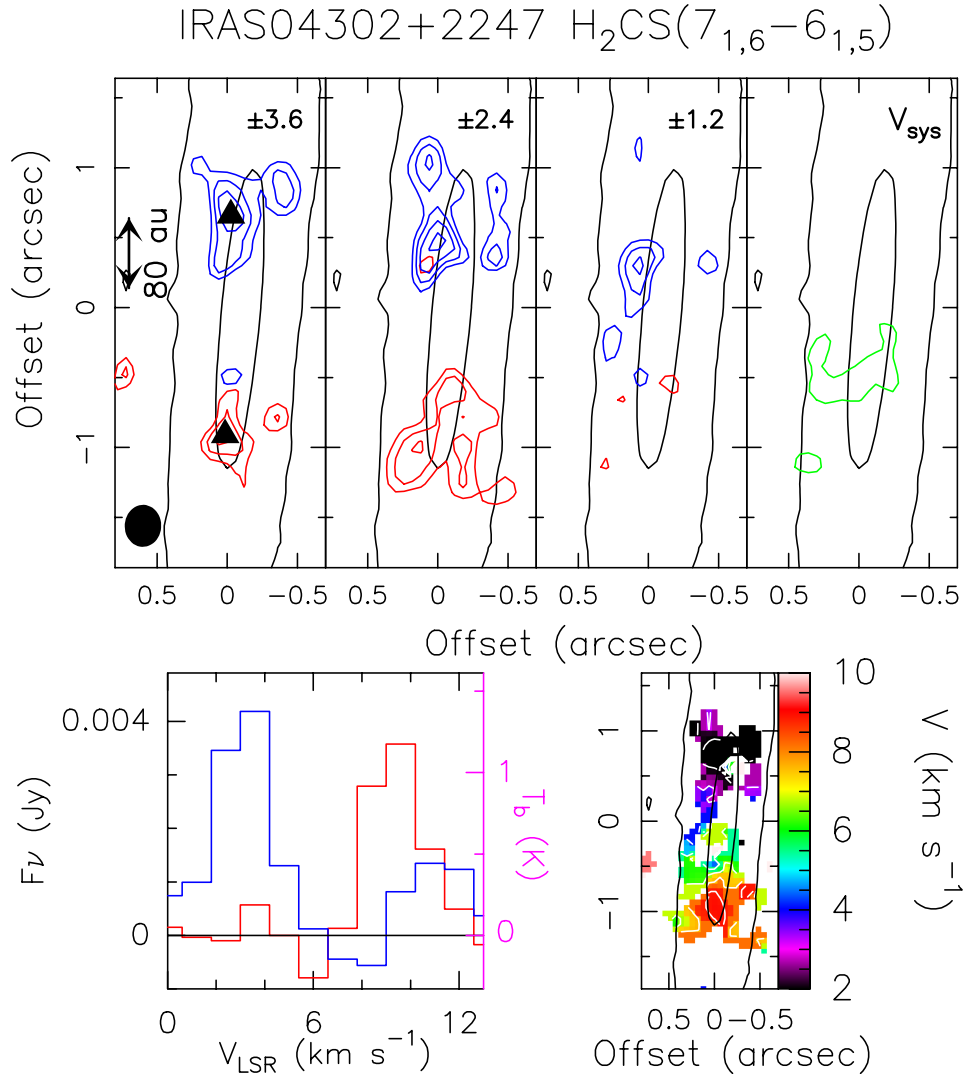 IRAS04302+2247 H₂CS(7₁,₆−6₁,₅)
±3.6 ±2.4 ±1.2 V_sys
Offset (arcsec)
1
0
−1
80 au
0.5 0 −0.5 0.5 0 −0.5 0.5 0 −0.5 0.5 0 −0.5
Offset (arcsec)
Fν (Jy)
0.004
0
1
0
T_b (K)
0 6 12
V_LSR (km s⁻¹)
1
0
−1
0.5 0 −0.5
Offset (arcsec)
10
8
6
4
2
V (km s⁻¹)